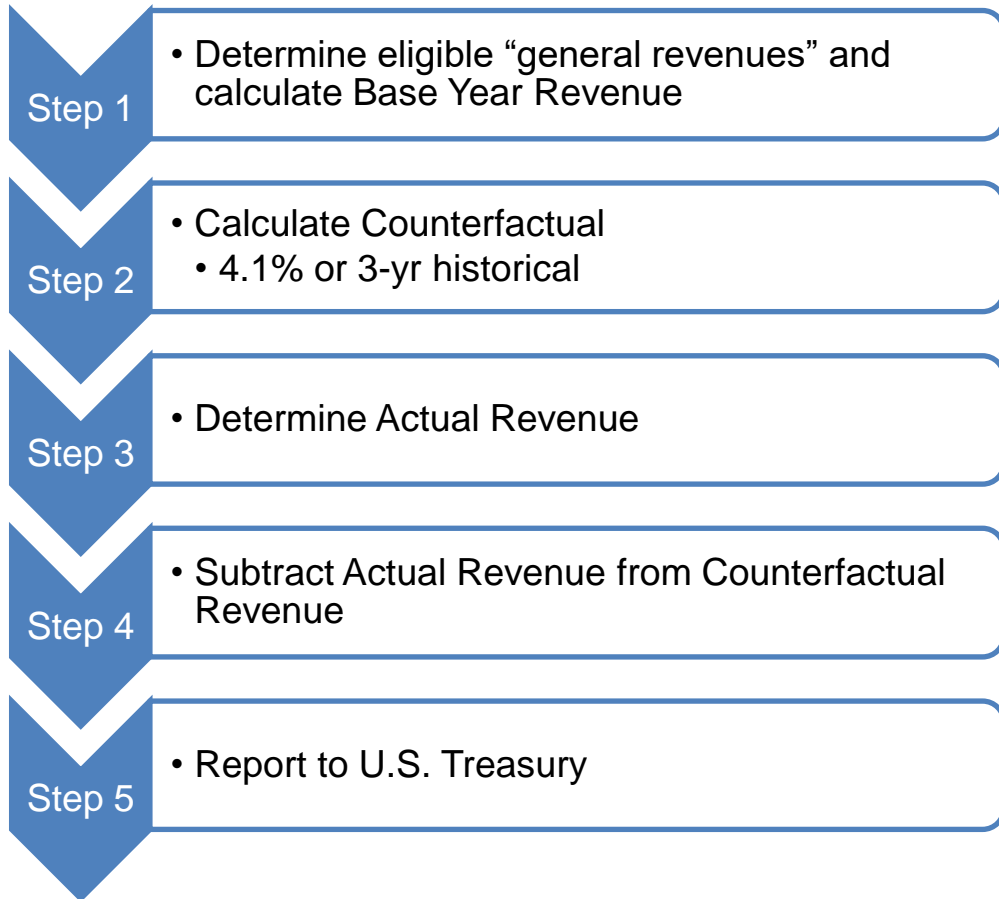 Step 1
• Determine eligible “general revenues” and
calculate Base Year Revenue
Step 2
• Calculate Counterfactual
• 4.1% or 3-yr historical
Step 3
• Determine Actual Revenue
Step 4
• Subtract Actual Revenue from Counterfactual
Revenue
Step 5
• Report to U.S. Treasury